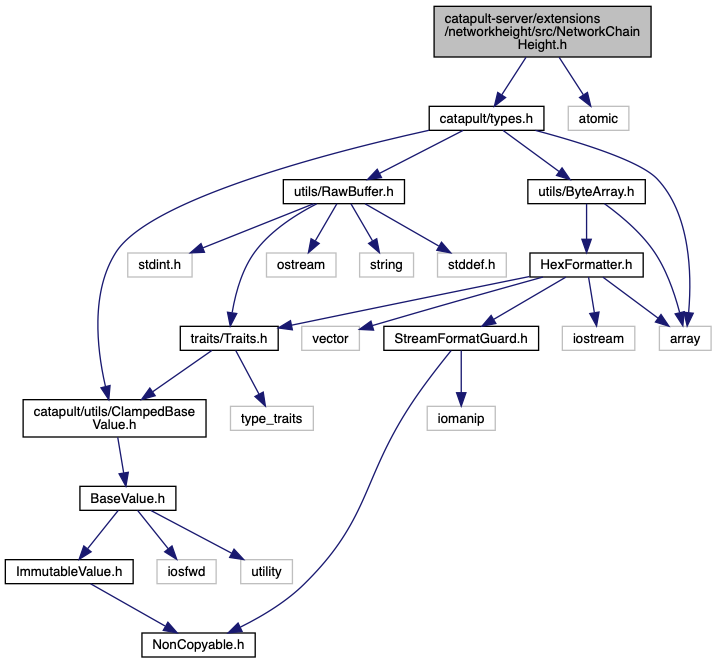 catapult-server/extensions
/networkheight/src/NetworkChain
Height.h
catapult/types.h
atomic
utils/RawBuffer.h
utils/ByteArray.h
stdint.h
ostream
string
stddef.h
HexFormatter.h
traits/Traits.h
vector
StreamFormatGuard.h
iostream
array
catapult/utils/ClampedBase
Value.h
type_traits
iomanip
BaseValue.h
ImmutableValue.h
iosfwd
utility
NonCopyable.h